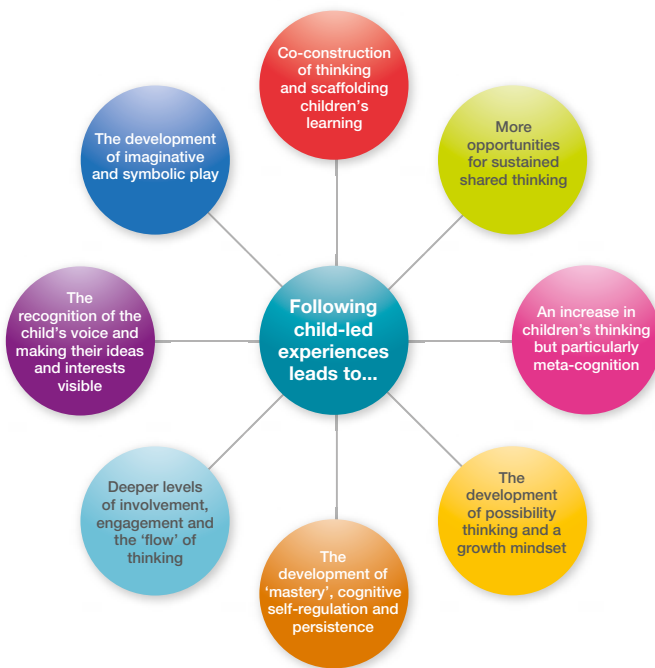 Co-construction
of thinking
and scaffolding
children's
learning
More
opportunities
for sustained
shared thinking
An increase in
children's thinking
but particularly
meta-cognition
The
development
of possibility
thinking and a
growth mindset
The
development of
‘mastery’, cognitive
self-regulation and
persistence
Deeper levels
of involvement,
engagement and
the ‘flow’ of
thinking
The
recognition of the
child's voice and
making their ideas
and interests
visible
The development
of imaginative
and symbolic play
Following
child-led
experiences
leads to...